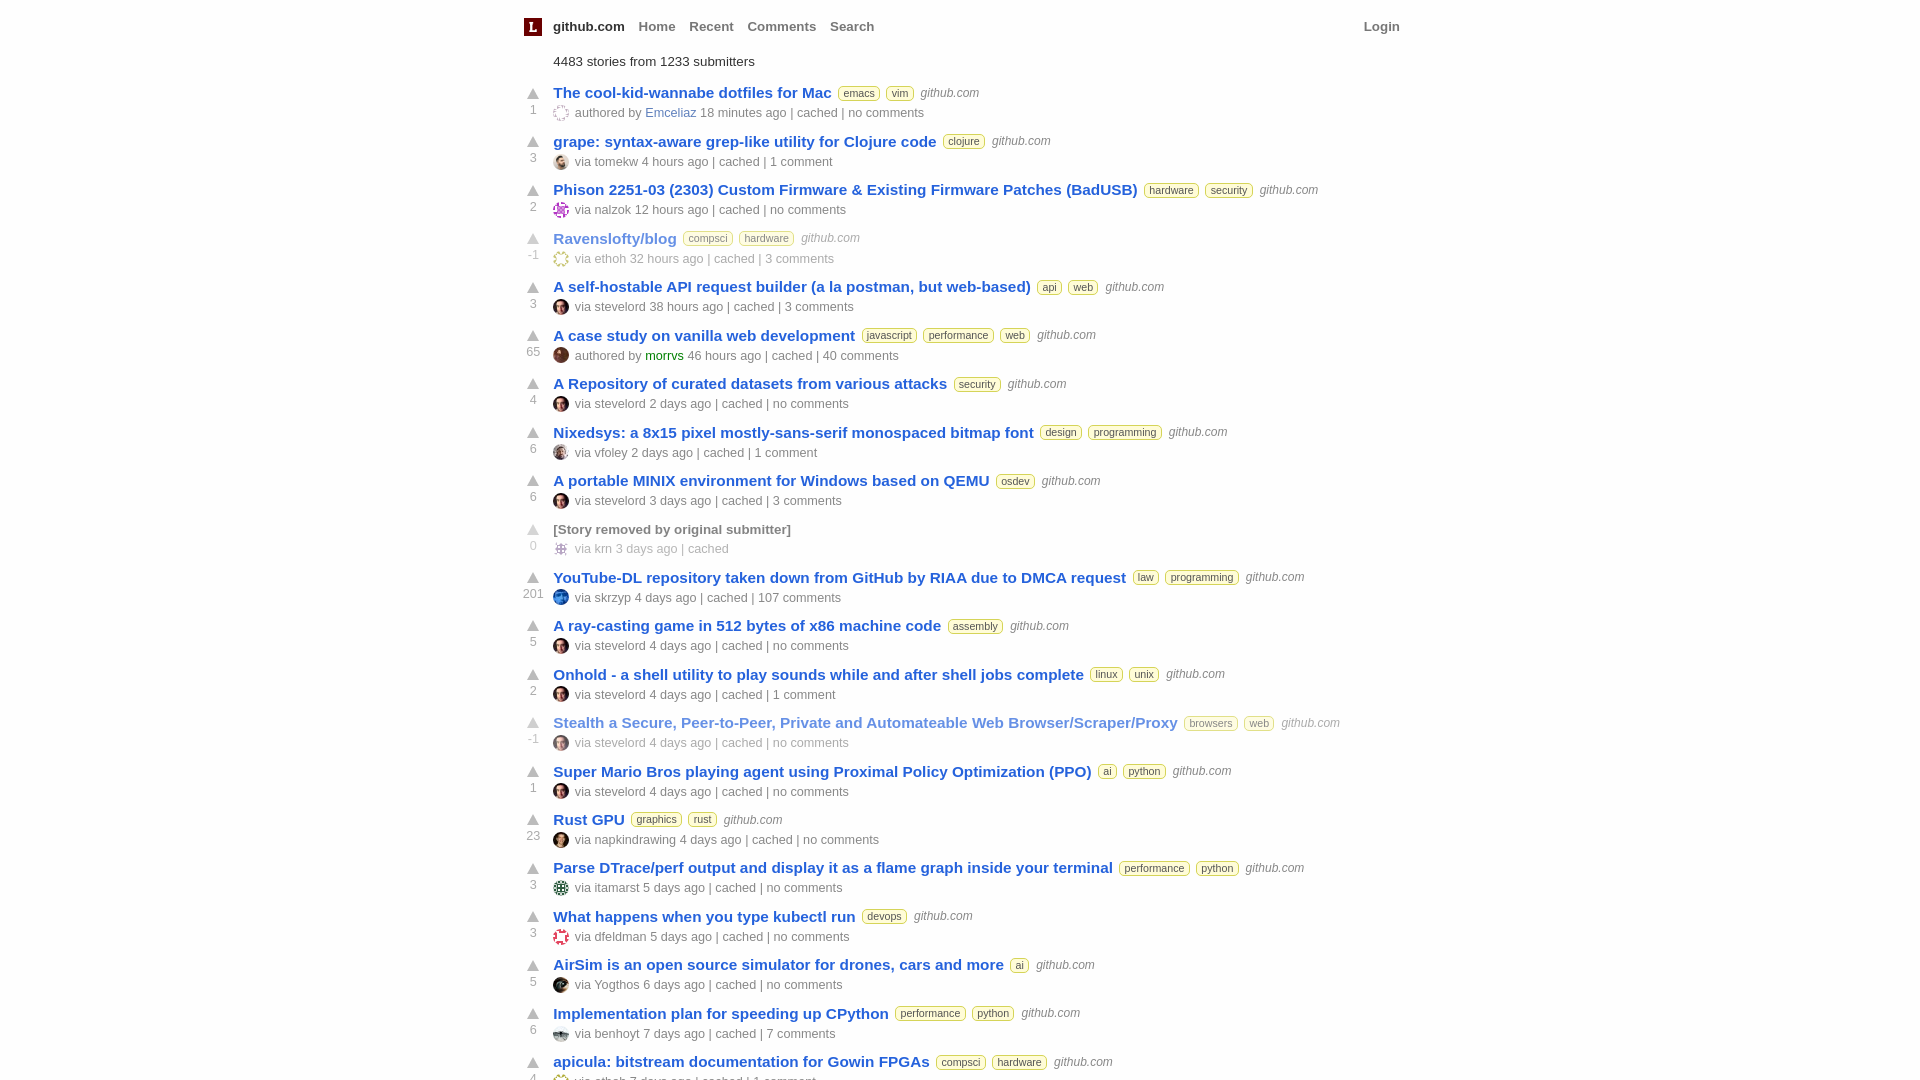 L github.com Home Recent Comments Search Login
4483 stories from 1233 submitters
The cool-kid-wannabe dotfiles for Mac emacs vim github.com
1
authored by Emceliaz 18 minutes ago | cached | no comments
grape: syntax-aware grep-like utility for Clojure code clojure github.com
3
via tomekw 4 hours ago | cached | 1 comment
Phison 2251-03 (2303) Custom Firmware & Existing Firmware Patches (BadUSB) hardware security github.com
2
via nalzok 12 hours ago | cached | no comments
Ravenslofty/blog compsci hardware github.com
-1
via ethoh 32 hours ago | cached | 3 comments
A self-hostable API request builder (a la postman, but web-based) api web github.com
3
via stevelord 38 hours ago | cached | 3 comments
A case study on vanilla web development javascript performance web github.com
65
authored by morrvs 46 hours ago | cached | 40 comments
A Repository of curated datasets from various attacks security github.com
4
via stevelord 2 days ago | cached | no comments
Nixedsys: a 8x15 pixel mostly-sans-serif monospaced bitmap font design programming github.com
6
via vfoley 2 days ago | cached | 1 comment
A portable MINIX environment for Windows based on QEMU osdev github.com
6
via stevelord 3 days ago | cached | 3 comments
[Story removed by original submitter]
0
via krn 3 days ago | cached
YouTube-DL repository taken down from GitHub by RIAA due to DMCA request law programming github.com
201
via skrzyp 4 days ago | cached | 107 comments
A ray-casting game in 512 bytes of x86 machine code assembly github.com
5
via stevelord 4 days ago | cached | no comments
Onhold - a shell utility to play sounds while and after shell jobs complete linux unix github.com
2
via stevelord 4 days ago | cached | 1 comment
Stealth a Secure, Peer-to-Peer, Private and Automateable Web Browser/Scraper/Proxy browsers web github.com
-1
via stevelord 4 days ago | cached | no comments
Super Mario Bros playing agent using Proximal Policy Optimization (PPO) ai python github.com
1
via stevelord 4 days ago | cached | no comments
Rust GPU graphics rust github.com
23
via napkindrawing 4 days ago | cached | no comments
Parse DTrace/perf output and display it as a flame graph inside your terminal performance python github.com
3
via itamarst 5 days ago | cached | no comments
What happens when you type kubectl run devops github.com
3
via dfeldman 5 days ago | cached | no comments
AirSim is an open source simulator for drones, cars and more ai github.com
5
via Yogthos 6 days ago | cached | no comments
Implementation plan for speeding up CPython performance python github.com
6
via benhoyt 7 days ago | cached | 7 comments
apicula: bitstream documentation for Gowin FPGAs compsci hardware github.com
4
via ethoh 7 days ago | cached | 1 comment